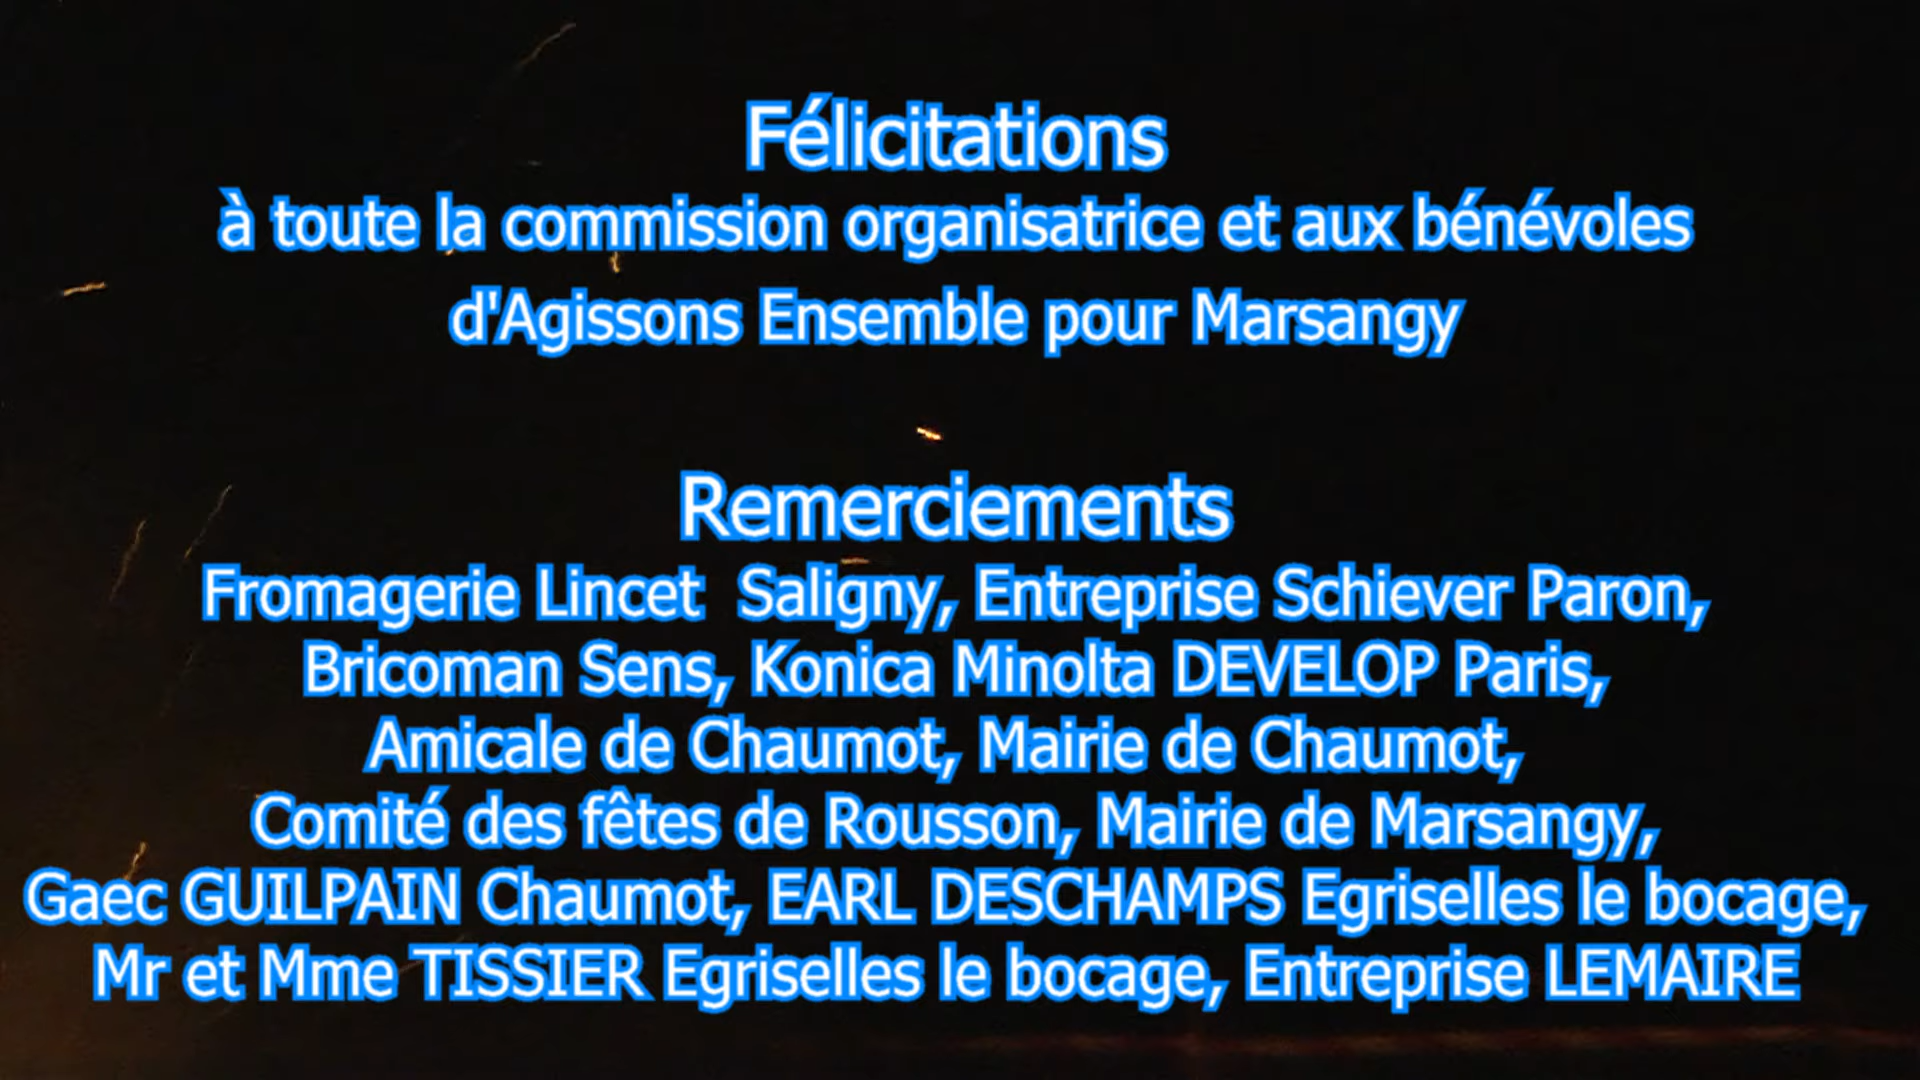 Félicitations
à toute la commission organisatrice et aux bénévoles
d'Agissons Ensemble pour Marsangy
Remerciements
Fromagerie Lincet  Saligny, Entreprise Schiever Paron,
Bricoman Sens, Konica Minolta DEVELOP Paris,
Amicale de Chaumot, Mairie de Chaumot,
Comité des fêtes de Rousson, Mairie de Marsangy,
Gaec GUILPAIN Chaumot, EARL DESCHAMPS Egriselles le bocage,
Mr et Mme TISSIER Egriselles le bocage, Entreprise LEMAIRE